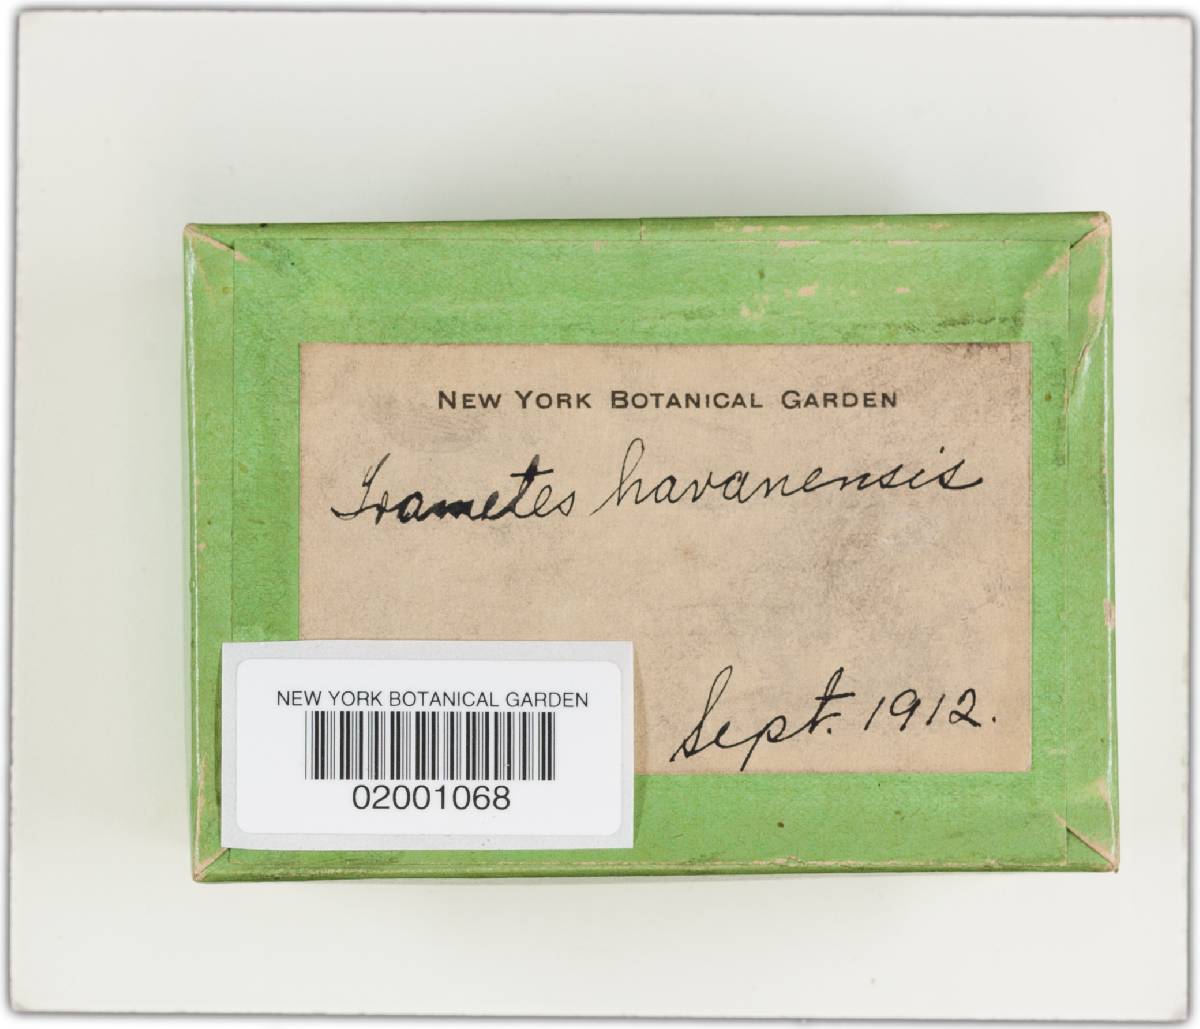 NEW YORK BOTANICAL GARDEN
Trametes havanensis
Sept. 1912.
NEW YORK BOTANICAL GARDEN
02001068